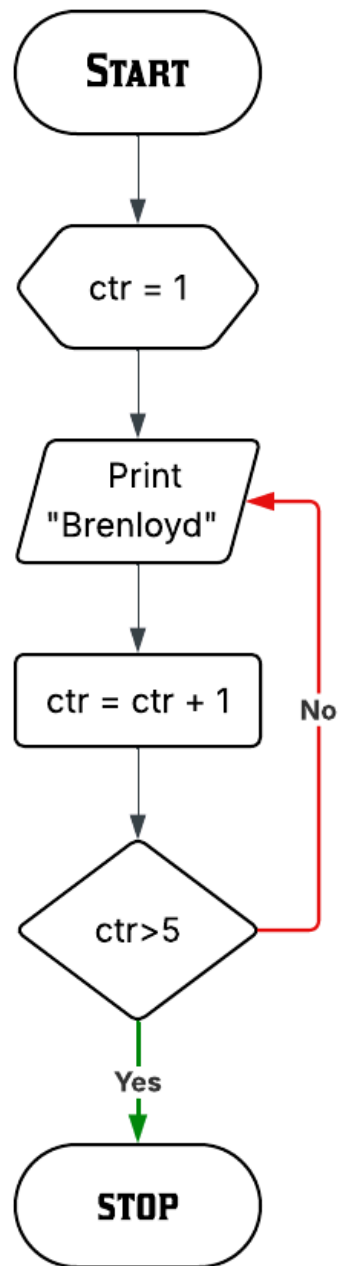 START
ctr = 1
Print
"Brenloyd"
ctr = ctr + 1
No
ctr>5
Yes
STOP